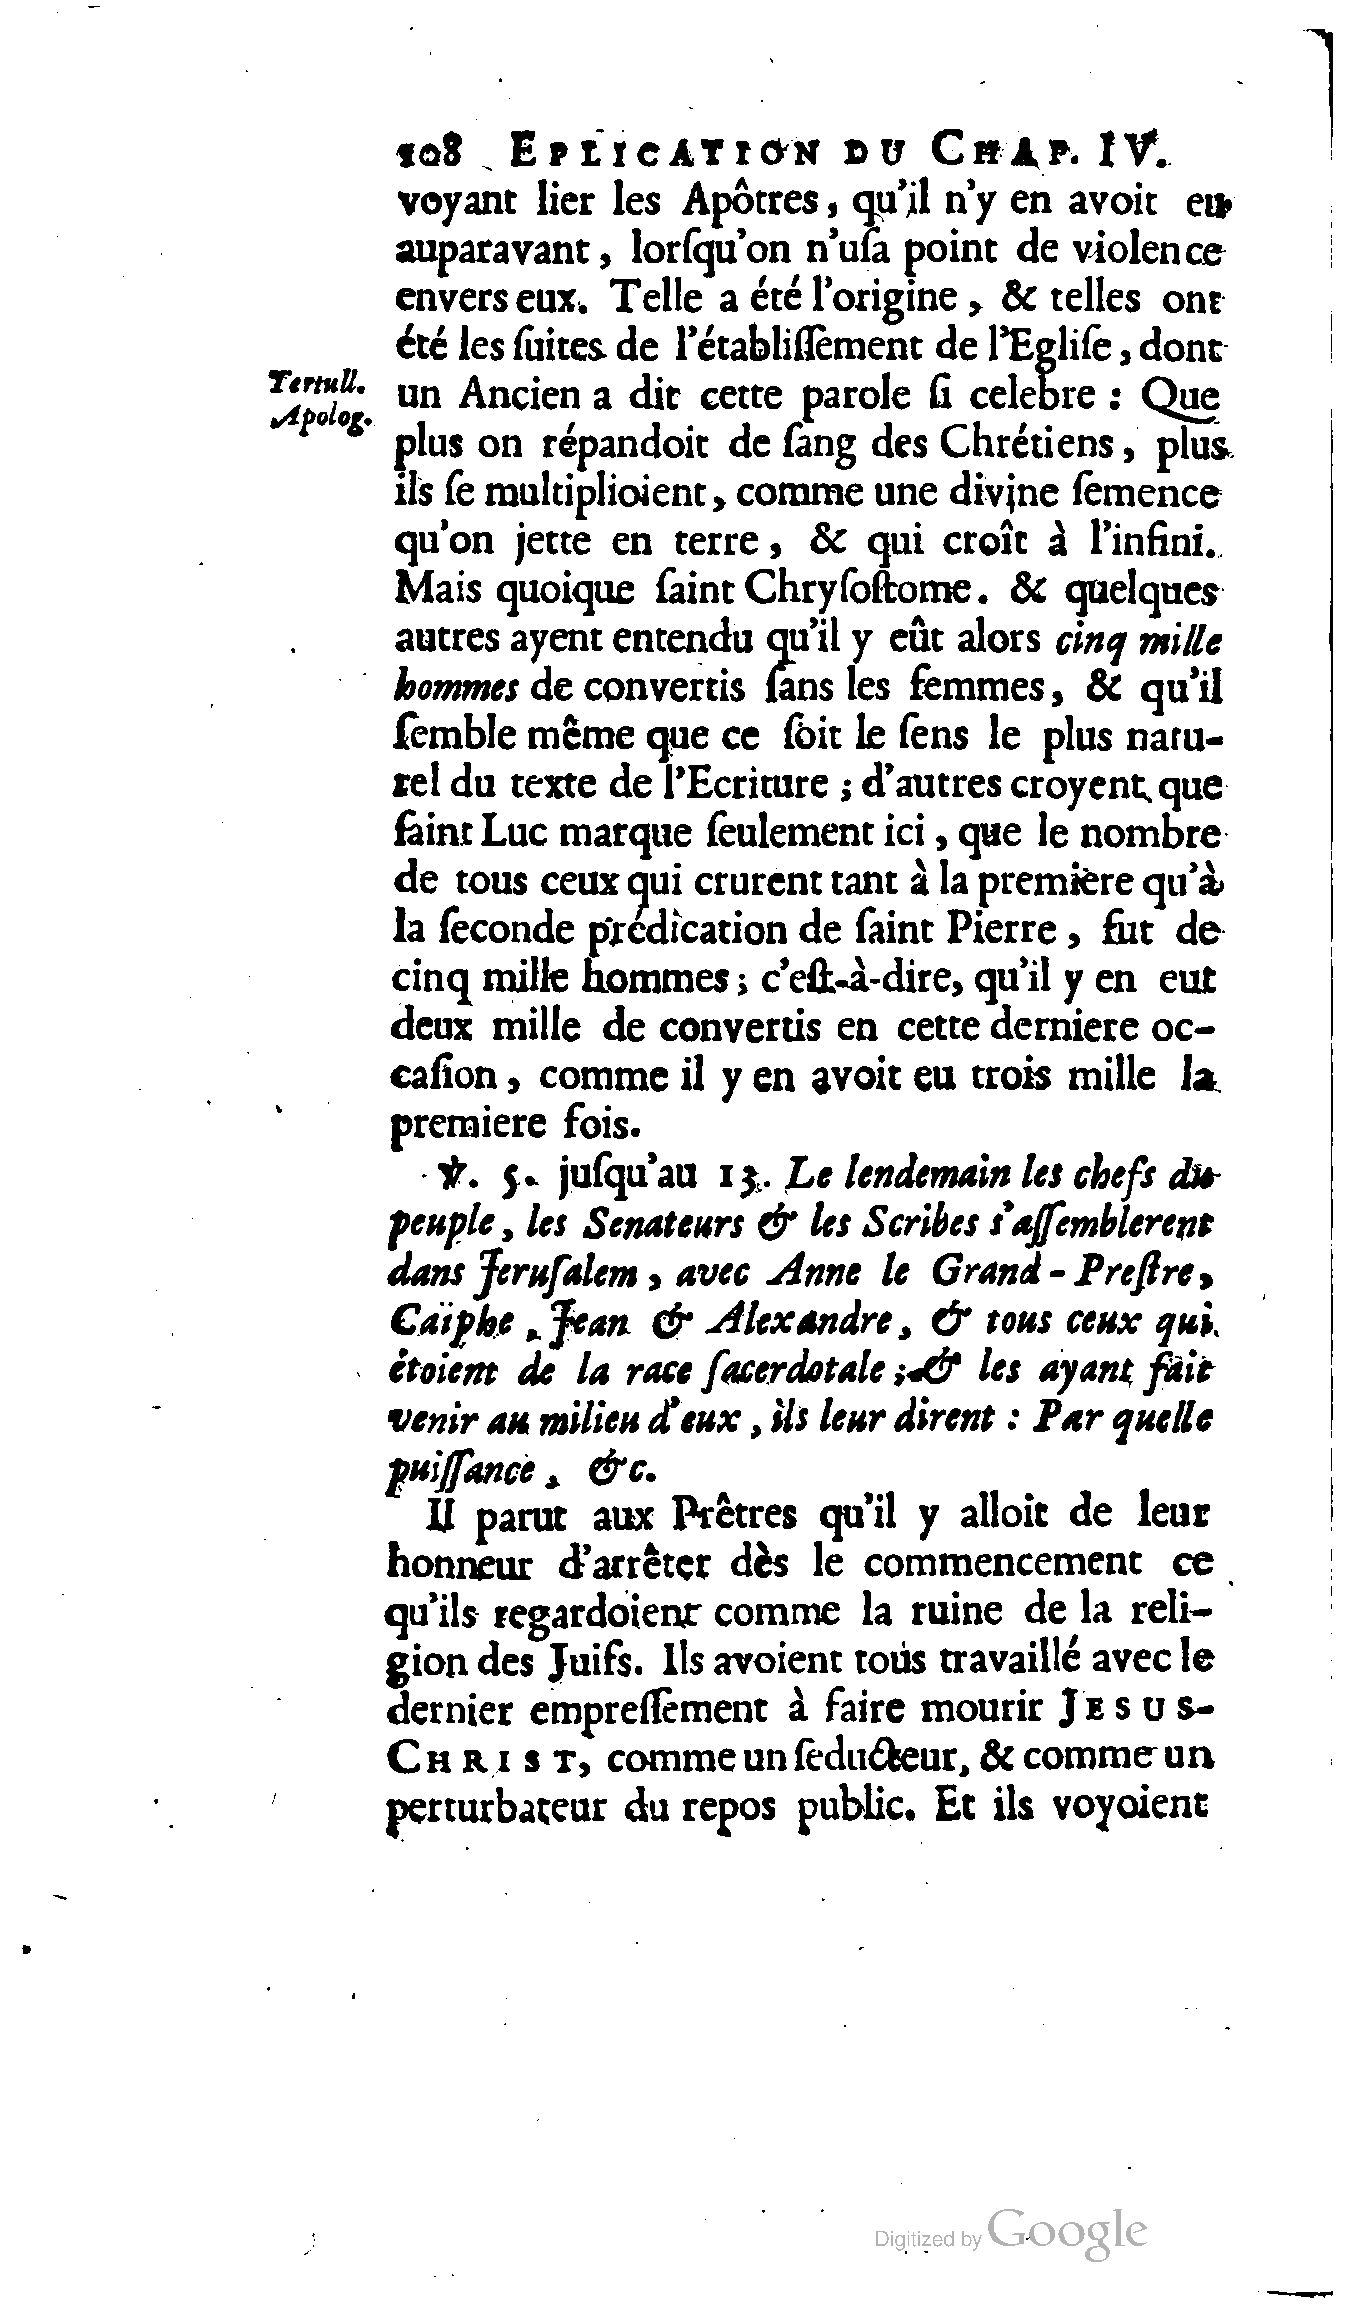 108 EPLICATION DU CHAP. IV.
voyant lier les Apôtres, qu'il n'y en avoit eu
auparavant, lorſqu'on n'uſa point de violence
envers eux. Telle a été l'origine, & telles ont
été les ſuites de l'établiſſement de l'Egliſe, dont
Tertull.
Apolog.
un Ancien a dit cette parole ſi celebre : Que
plus on répandoit de ſang des Chrétiens, plus
ils ſe multiplioient, comme une divine ſemence
qu'on jette en terre, & qui croît à l'infini.
Mais quoique ſaint Chryſoſtome. & quelques
autres ayent entendu qu'il y eût alors cinq mille
hommes de convertis ſans les femmes, & qu'il
ſemble même que ce ſoit le ſens le plus natu-
rel du texte de l'Ecriture ; d'autres croyent que
ſaint Luc marque ſeulement ici, que le nombre
de tous ceux qui crurent tant à la première qu'à
la ſeconde prédication de ſaint Pierre, fut de
cinq mille hommes ; c'eſt-à-dire, qu'il y en eut
deux mille de convertis en cette derniere oc-
caſion, comme il y en avoit eu trois mille la
premiere fois.
℣. 5. juſqu'au 13. Le lendemain les chefs du
peuple, les Senateurs & les Scribes s'aſſemblerent
dans Jeruſalem, avec Anne le Grand-Preſtre,
Caïphe, Jean & Alexandre, & tous ceux qui
étoient de la race ſacerdotale ; & les ayant fait
venir au milieu d'eux, ils leur dirent : Par quelle
puiſſance, &c.
Il parut aux Prêtres qu'il y alloit de leur
honneur d'arrêter dès le commencement ce
qu'ils regardoient comme la ruine de la reli-
gion des Juifs. Ils avoient tous travaillé avec le
dernier empreſſement à faire mourir JESUS-
CHRIST, comme un ſeducteur, & comme un
perturbateur du repos public. Et ils voyoient
Digitized by Google